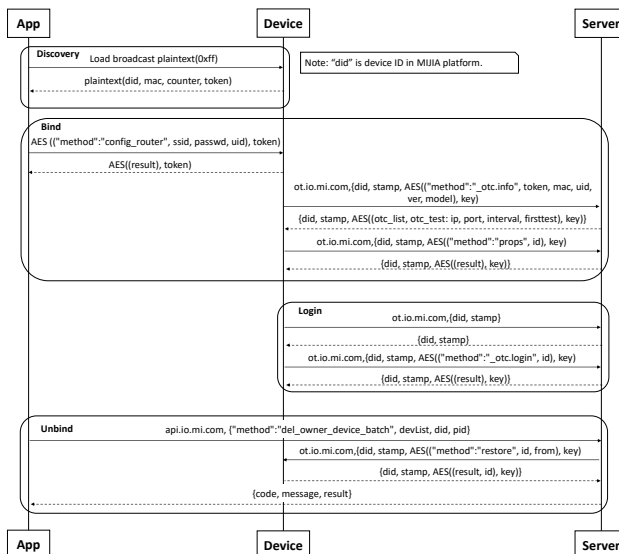 App
Device
Server
Discovery
Load broadcast plaintext(0xff)
Note: “did” is device ID in MIJIA platform.
plaintext(did, mac, counter, token)
Bind
AES (("method":"config_router", ssid, passwd, uid), token)
AES((result), token)
ot.io.mi.com,{did, stamp, AES(("method":"_otc.info", token, mac, uid,
ver, model), key)
{did, stamp, AES((otc_list, otc_test: ip, port, interval, firsttest), key)}
ot.io.mi.com,{did, stamp, AES(("method":"props", id), key)
{did, stamp, AES((result), key)}
Login
ot.io.mi.com,{did, stamp}
{did, stamp}
ot.io.mi.com,{did, stamp, AES(("method":"_otc.login", id), key)
{did, stamp, AES((result), key)}
Unbind
api.io.mi.com, {"method":"del_owner_device_batch", devList, did, pid}
ot.io.mi.com,{did, stamp, AES(("method":"restore", id, from), key)
{did, stamp, AES((result, id), key)}
{code, message, result}
App
Device
Server